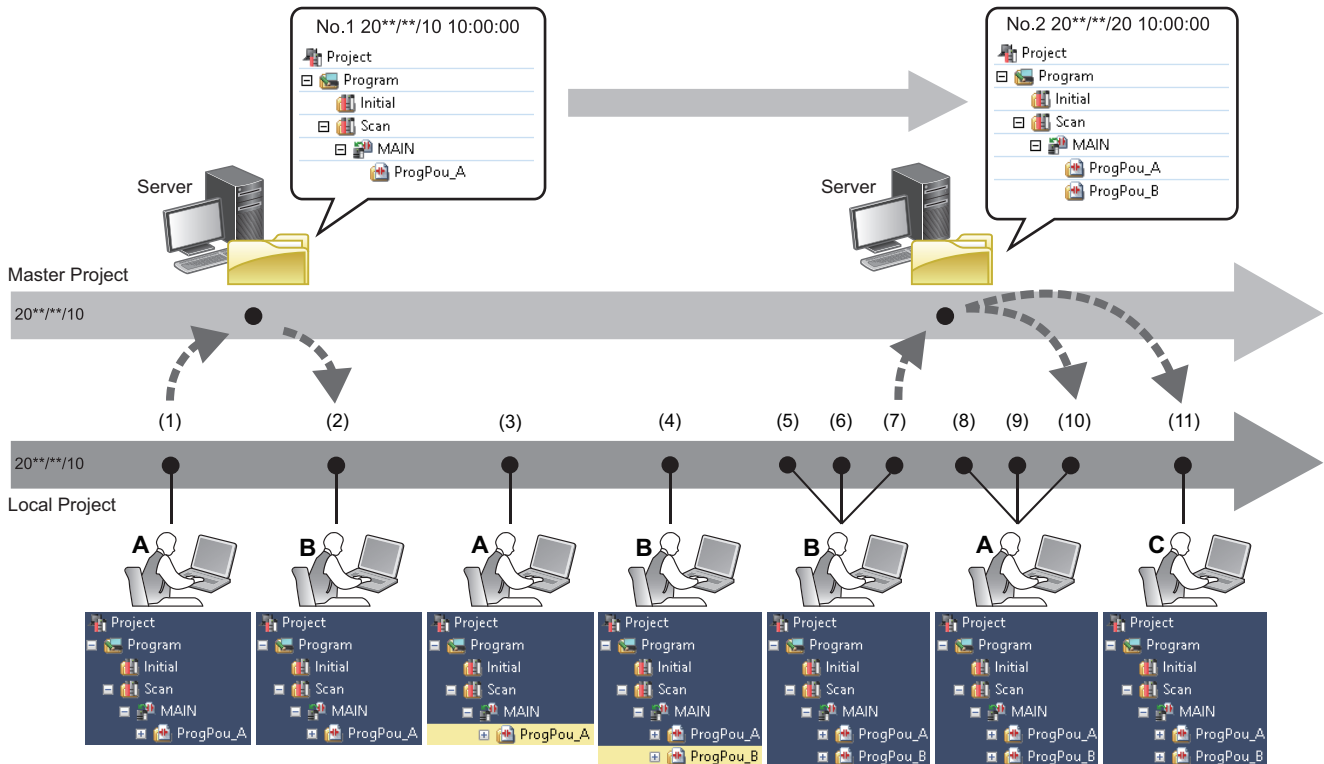 No.1 20**/**/10 10:00:00
Project
Program
Initial
Scan
MAIN
ProgPou_A
No.2 20**/**/20 10:00:00
Project
Program
Initial
Scan
MAIN
ProgPou_A
ProgPou_B
Server
Server
Master Project
20**/**/10
(1) (2) (3) (4) (5) (6) (7) (8) (9) (10) (11)
20**/**/10
Local Project
A B A B B A C
Project
Program
Initial
Scan
MAIN
ProgPou_A
Project
Program
Initial
Scan
MAIN
ProgPou_A
Project
Program
Initial
Scan
MAIN
ProgPou_A
Project
Program
Initial
Scan
MAIN
ProgPou_A
ProgPou_B
Project
Program
Initial
Scan
MAIN
ProgPou_A
ProgPou_B
Project
Program
Initial
Scan
MAIN
ProgPou_A
ProgPou_B
Project
Program
Initial
Scan
MAIN
ProgPou_A
ProgPou_B